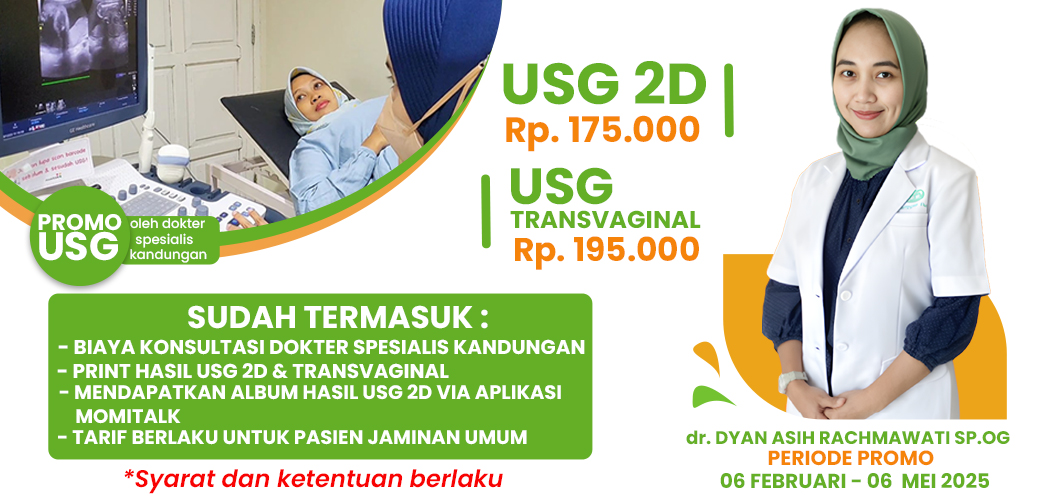 USG 2D
Rp. 175.000
USG
TRANSVAGINAL
Rp. 195.000
PROMO
USG
oleh dokter
spesialis
kandungan
SUDAH TERMASUK :
- BIAYA KONSULTASI DOKTER SPESIALIS KANDUNGAN
- PRINT HASIL USG 2D & TRANSVAGINAL
- MENDAPATKAN ALBUM HASIL USG 2D VIA APLIKASI
MOMITALK
- TARIF BERLAKU UNTUK PASIEN JAMINAN UMUM
*Syarat dan ketentuan berlaku
dr. DYAN ASIH RACHMAWATI SP.OG
PERIODE PROMO
06 FEBRUARI - 06 MEI 2025